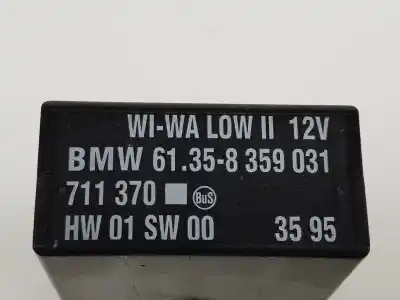 WI-WA LOW II 12V
BMW 61.35-8 359 031
711 370 BuS
HW 01 SW 00 35 95